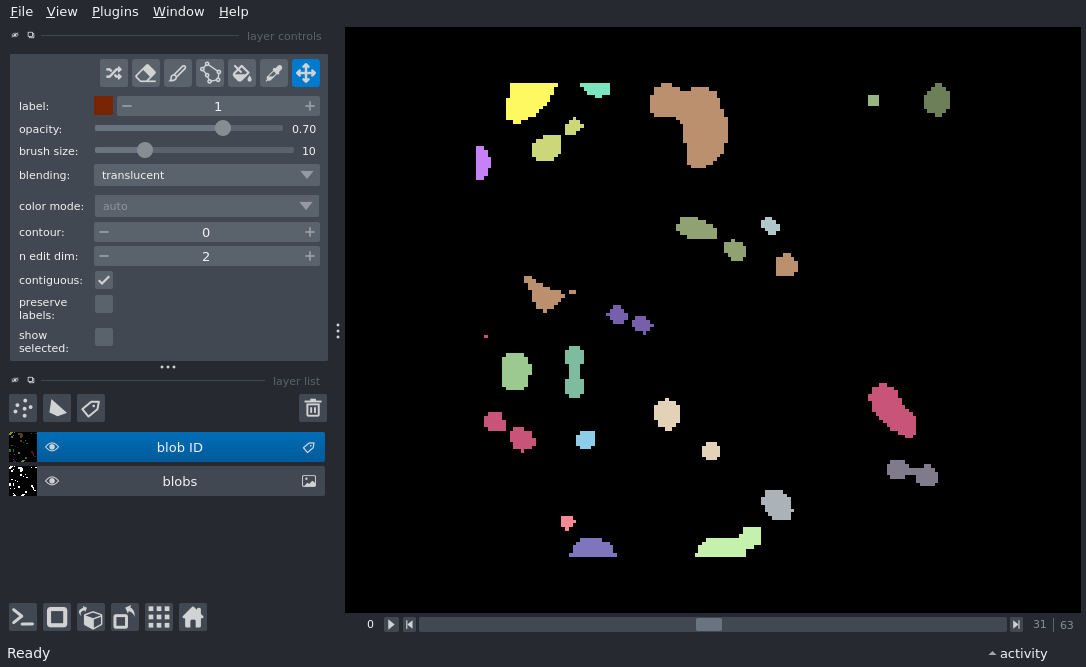 File View Plugins Window Help
layer controls
label: 1
opacity: 0.70
brush size: 10
blending: translucent
color mode: auto
contour: 0
n edit dim: 2
contiguous:
preserve
labels:
show
selected:
layer list
blob ID
blobs
0 31 63
Ready activity